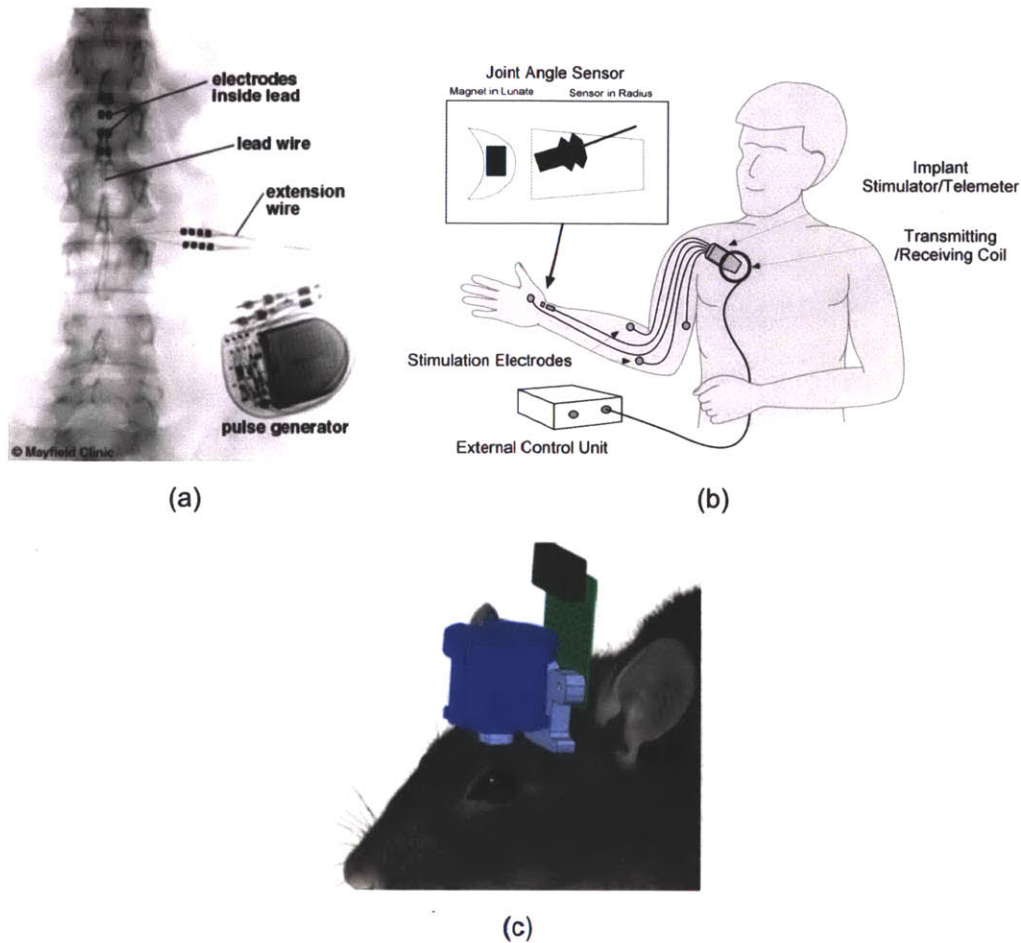 electrodes
inside lead
lead wire
extension
wire
pulse generator
© Mayfield Clinic
(a)
Joint Angle Sensor
Magnet in Lunate
Sensor in Radius
Implant
Stimulator/Telemeter
Transmitting
/Receiving Coil
Stimulation Electrodes
External Control Unit
(b)
(c)